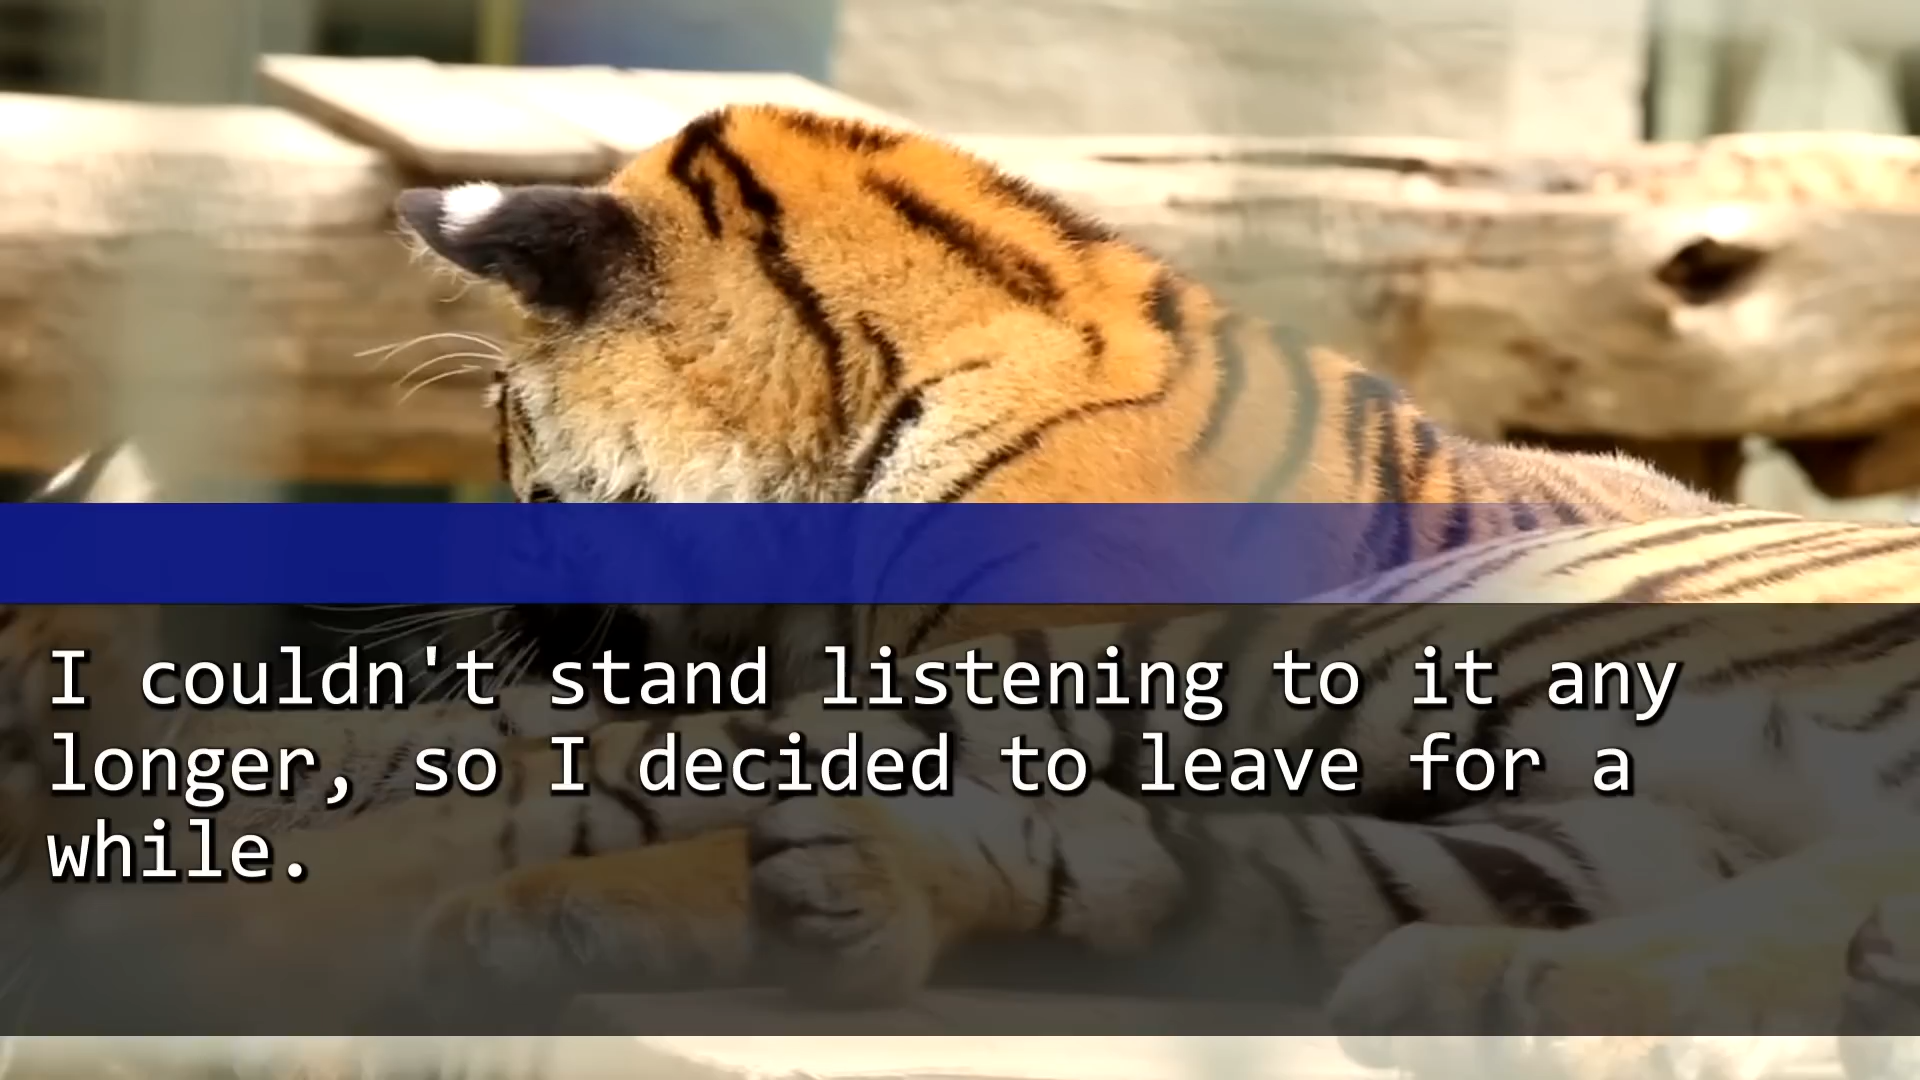 I couldn't stand listening to it any
longer, so I decided to leave for a
while.